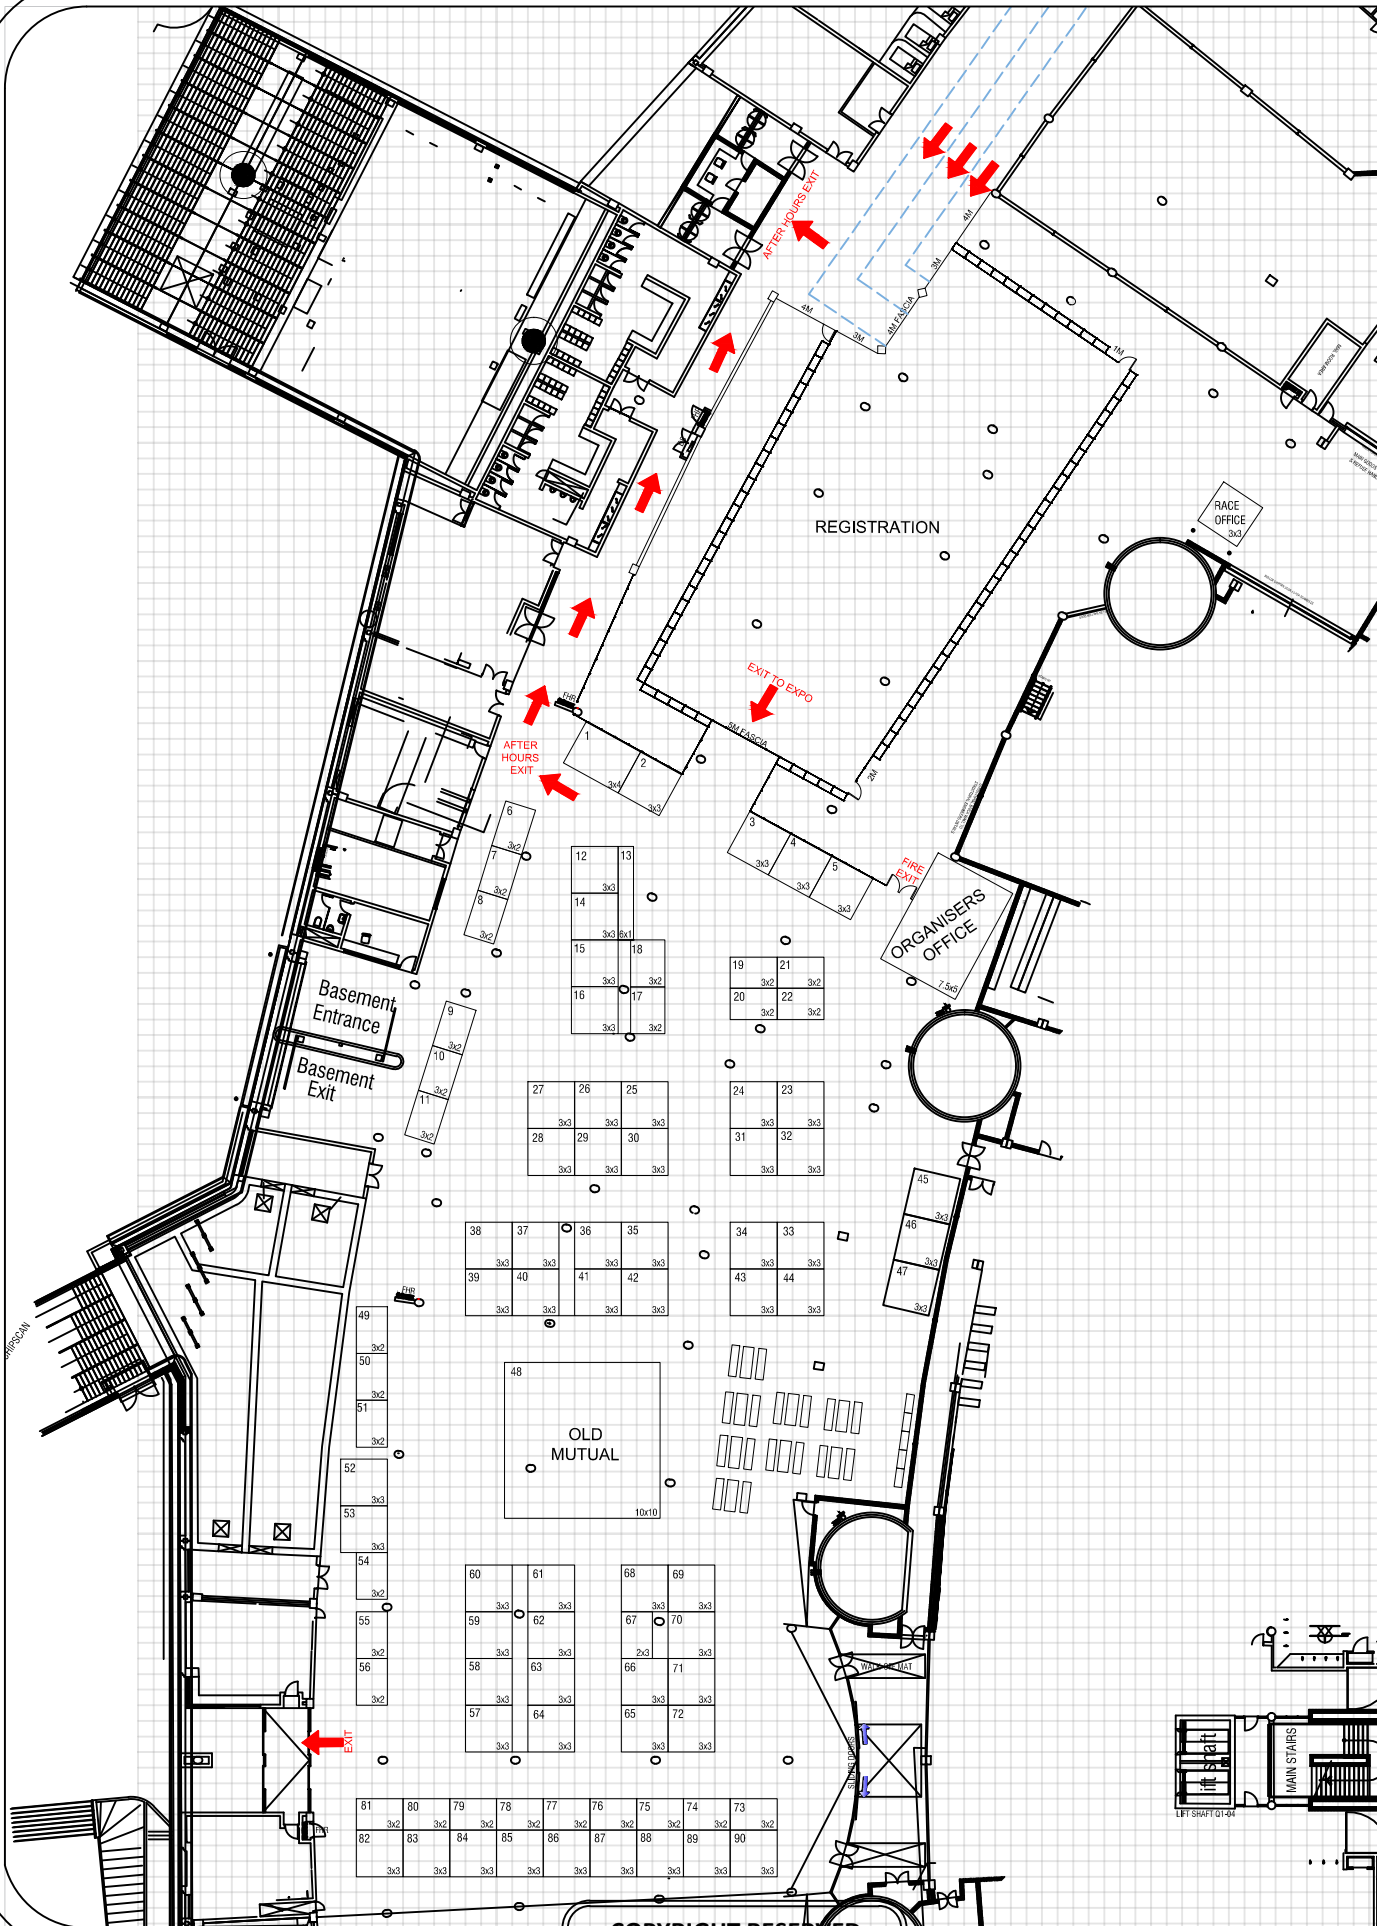 AFTER HOURS EXIT
4M
3M
4M FASCIA
4M
3M
1M
MAIL ROOM AREA
REGISTRATION
RACE
OFFICE
3x3
EXIT TO EXPO
5M FASCIA
2M
FHR
AFTER
HOURS
EXIT
1
3x4
2
3x3
3
3x3
4
3x3
5
3x3
FIRE
EXIT
ORGANISERS
OFFICE
7.5x5
6
3x2
7
3x2
8
3x2
12
3x3
13
6x1
14
3x3
15
3x3
18
3x2
16
3x3
17
3x2
19
3x2
21
3x2
20
3x2
22
3x2
Basement
Entrance
Basement
Exit
9
3x2
10
3x2
11
3x2
27
3x3
26
3x3
25
3x3
24
3x3
23
3x3
28
3x3
29
3x3
30
3x3
31
3x3
32
3x3
45
3x3
46
3x3
47
3x3
38
3x3
37
3x3
36
3x3
35
3x3
34
3x3
33
3x3
39
3x3
40
3x3
41
3x3
42
3x3
43
3x3
44
3x3
FHR
49
3x2
50
3x2
51
3x2
48
OLD
MUTUAL
10x10
52
3x3
53
3x3
54
3x2
55
3x2
56
3x2
60
3x3
61
3x3
68
3x3
69
3x3
59
3x3
62
3x3
67
2x3
70
3x3
58
3x3
63
3x3
66
3x3
71
3x3
57
3x3
64
3x3
65
3x3
72
3x3
EXIT
SLIDING DOORS
lift shaft
MAIN STAIRS
LIFT SHAFT Q1-04
81
3x2
80
3x2
79
3x2
78
3x2
77
3x2
76
3x2
75
3x2
74
3x2
73
3x2
82
3x3
83
3x3
84
3x3
85
3x3
86
3x3
87
3x3
88
3x3
89
3x3
90
3x3
FHR